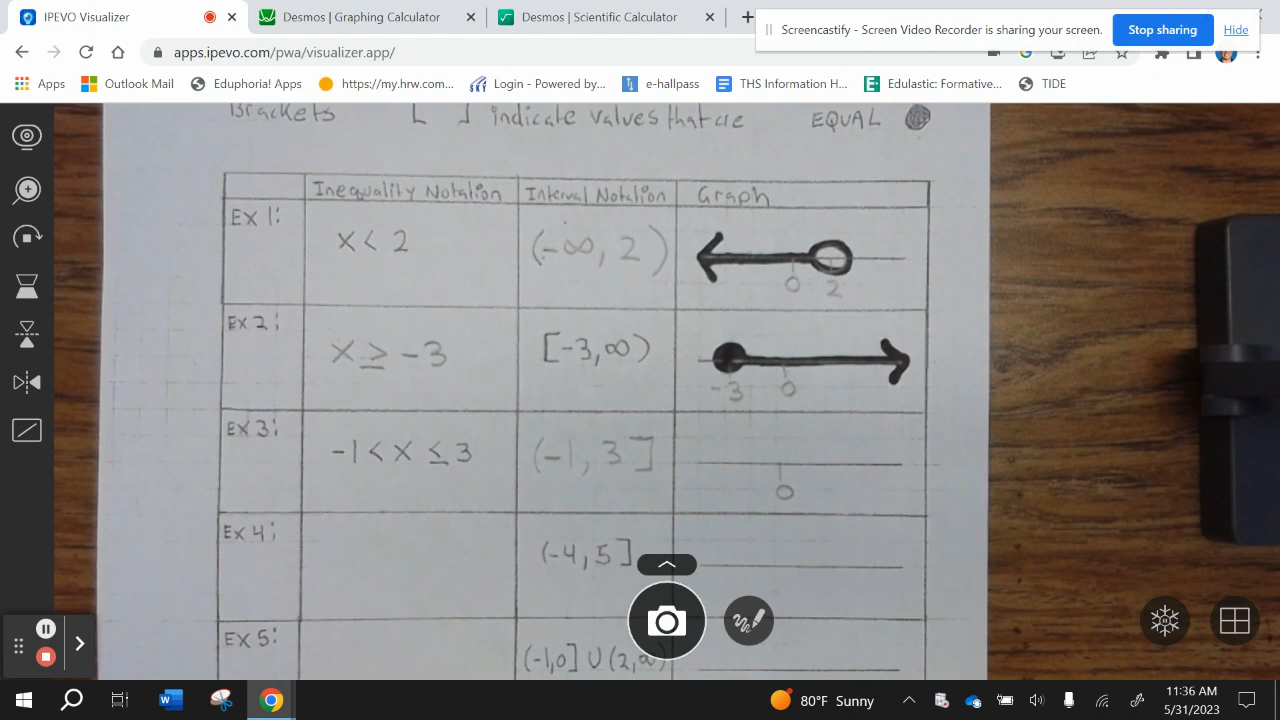 IPEVO Visualizer
Desmos | Graphing Calculator
Desmos | Scientific Calculator
Screencastify - Screen Video Recorder is sharing your screen.
Stop sharing
Hide
apps.ipevo.com/pwa/visualizer.app/
Apps
Outlook Mail
Eduphoria! Apps
https://my.hrw.com...
Login - Powered by...
e-hallpass
THS Information H...
Edulastic: Formative...
TIDE
Brackets [ ] indicate values that are EQUAL
Inequality Notation Interval Notation Graph
Ex 1: x < 2 (-∞, 2)
0 2
Ex 2: x ≥ -3 [-3, ∞)
-3 0
Ex 3: -1 < x ≤ 3 (-1, 3]
0
Ex 4: (-4, 5]
Ex 5: (-1,0] ∪ (2,∞)
80°F Sunny
11:36 AM
5/31/2023